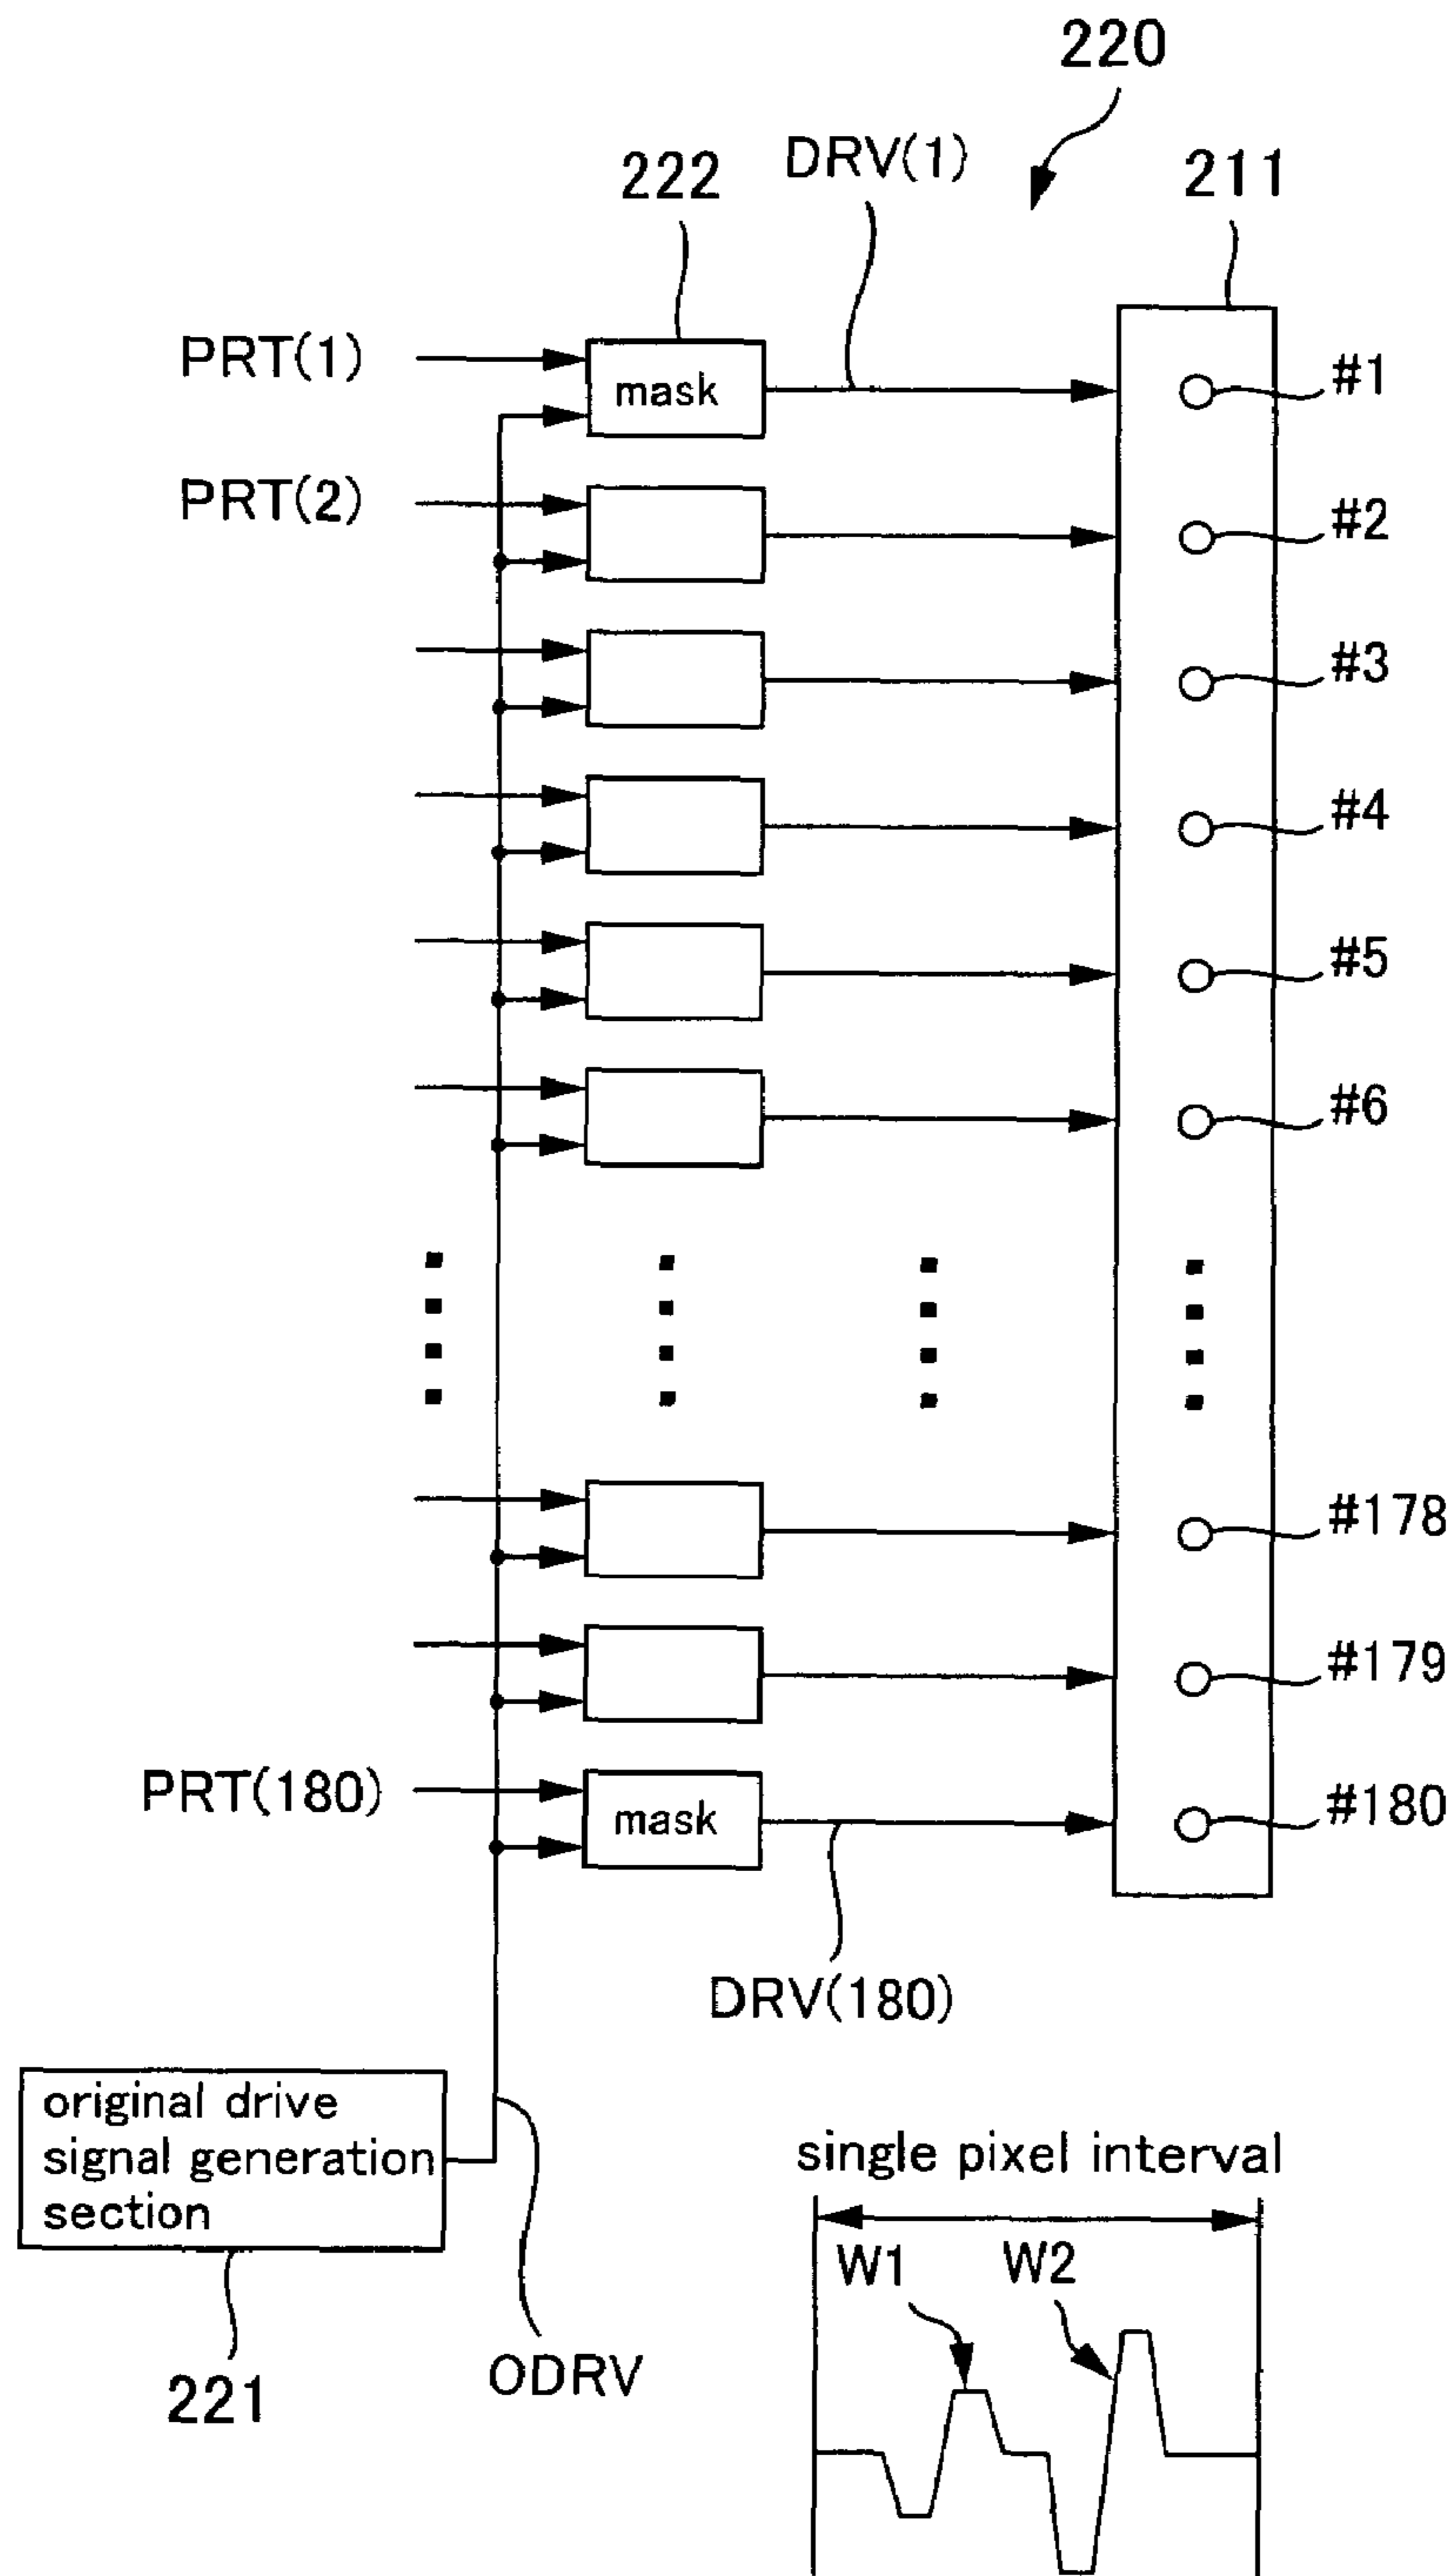 220
DRV(1)
222
211
PRT(1)
mask
#1
PRT(2)
#2
#3
#4
#5
#6
#178
#179
PRT(180)
mask
#180
DRV(180)
original drive
signal generation
section
single pixel interval
W1
W2
ODRV
221